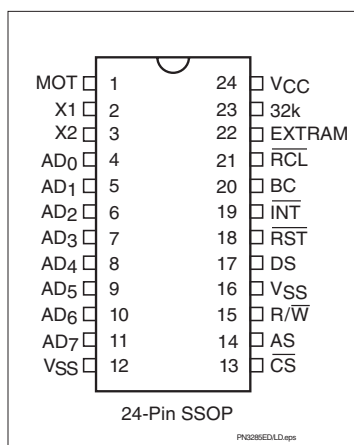 MOT 1 24 VCC
X1 2 23 32k
X2 3 22 EXTRAM
AD0 4 21 RCL
AD1 5 20 BC
AD2 6 19 INT
AD3 7 18 RST
AD4 8 17 DS
AD5 9 16 VSS
AD6 10 15 R/W
AD7 11 14 AS
VSS 12 13 CS
24-Pin SSOP
PN3285ED/LD.eps